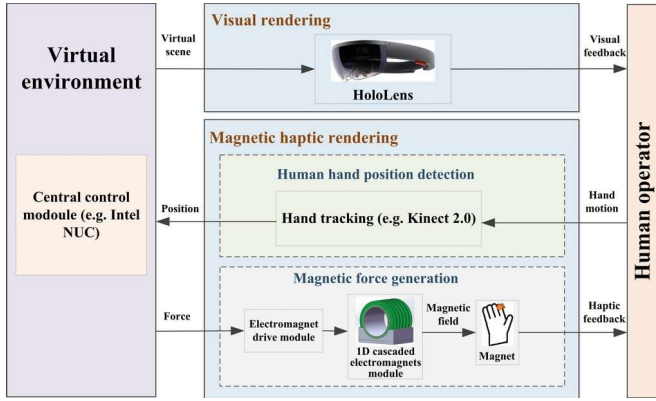 Virtual
environment
Central control
modoule (e.g. Intel
NUC)
Virtual
scene
Position
Force
Visual rendering
HoloLens
Magnetic haptic rendering
Human hand position detection
Hand tracking (e.g. Kinect 2.0)
Magnetic force generation
Electromagnet
drive module
1D cascaded
electromagnets
module
Magnetic
field
Magnet
Visual
feedback
Hand
motion
Haptic
feedback
Human operator